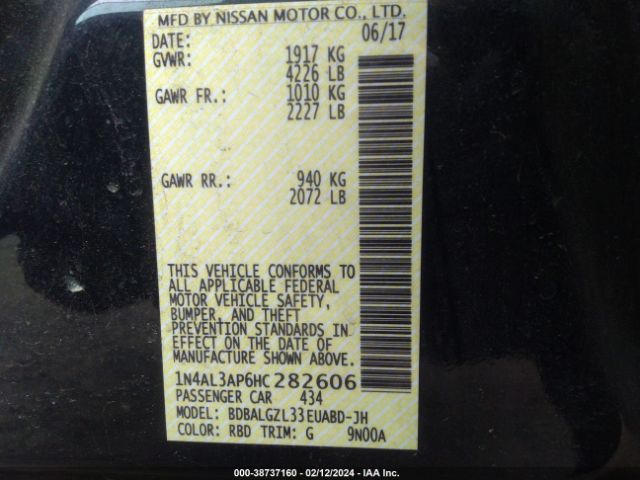 MFD BY NISSAN MOTOR CO., LTD.
DATE: 06/17
GVWR: 1917 KG
4226 LB
GAWR FR.: 1010 KG
2227 LB
GAWR RR.: 940 KG
2072 LB
THIS VEHICLE CONFORMS TO
ALL APPLICABLE FEDERAL
MOTOR VEHICLE SAFETY,
BUMPER, AND THEFT
PREVENTION STANDARDS IN
EFFECT ON THE DATE OF
MANUFACTURE SHOWN ABOVE.
1N4AL3AP6HC282606
PASSENGER CAR 434
MODEL: BDBALGZL33EUABD-JH
COLOR: RBD TRIM: G 9N00A
000-38737160 - 02/12/2024 - IAA Inc.